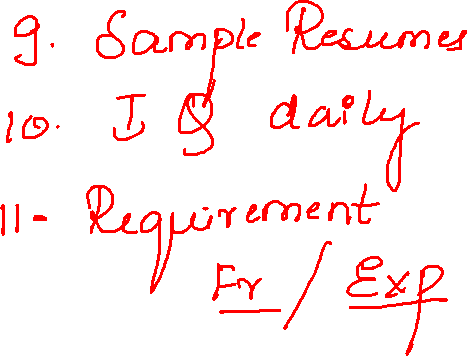 9. Sample Resumes
10. I Q daily
11- Requirement
Fr / Exp